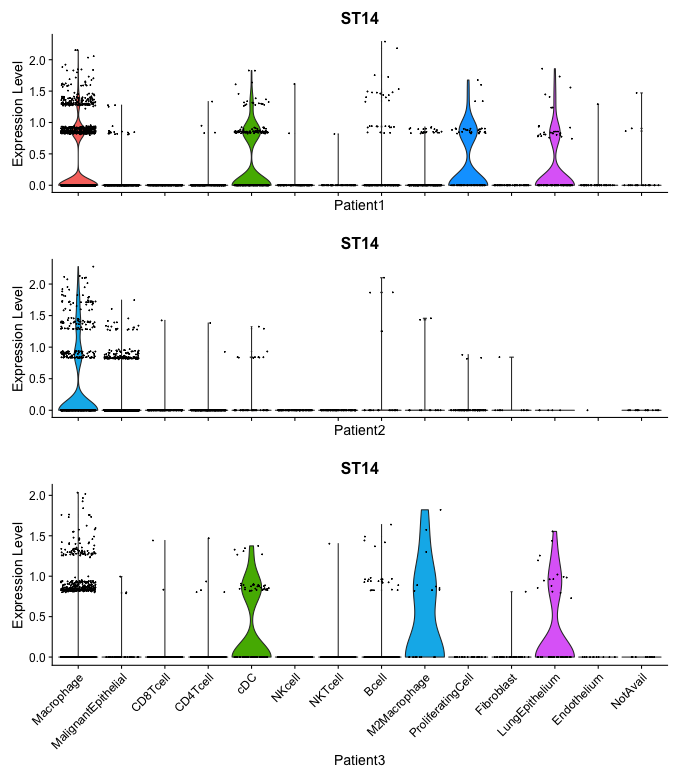 ST14
Expression Level
2.0
1.5
1.0
0.5
0.0
Patient1
ST14
Expression Level
2.0
1.5
1.0
0.5
0.0
Patient2
ST14
Expression Level
2.0
1.5
1.0
0.5
0.0
Macrophage
MalignantEpithelial
CD8Tcell
CD4Tcell
cDC
NKcell
NKTcell
Bcell
M2Macrophage
ProliferatingCell
Fibroblast
LungEpithelium
Endothelium
NotAvail
Patient3